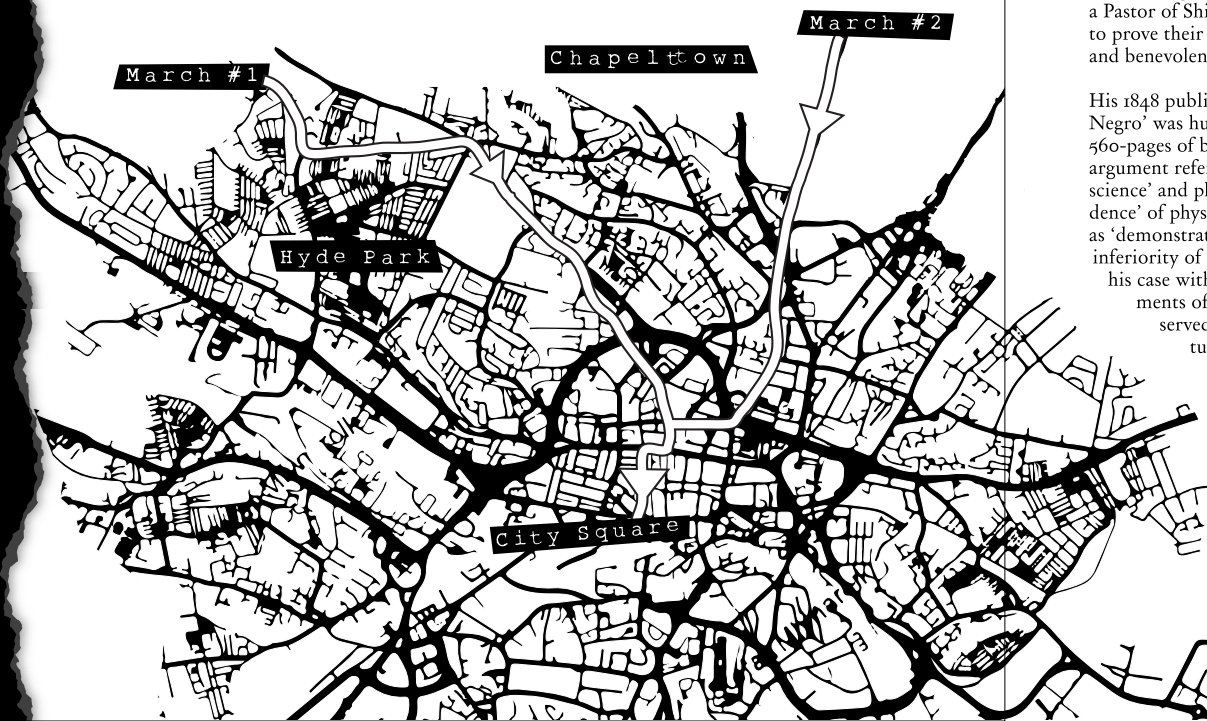 March #1
Chapeltown
March #2
Hyde Park
City Square
a Pastor of Shi
to prove their
and benevolen
His 1848 publi
Negro’ was hu
560-pages of b
argument refe
science’ and pl
dence’ of phys
as ‘demonstrat
inferiority of
his case with
ments of
served
tu